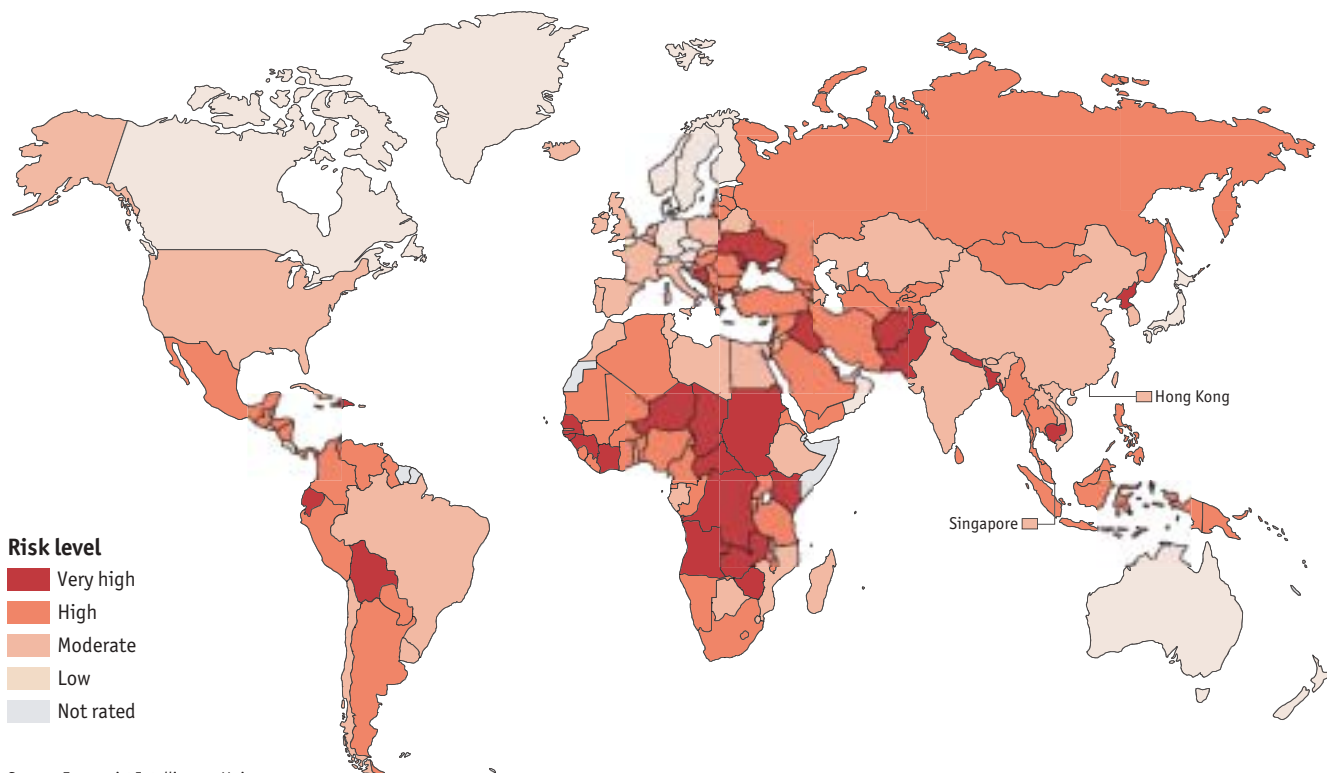 Hong Kong
Singapore
Risk level
Very high
High
Moderate
Low
Not rated